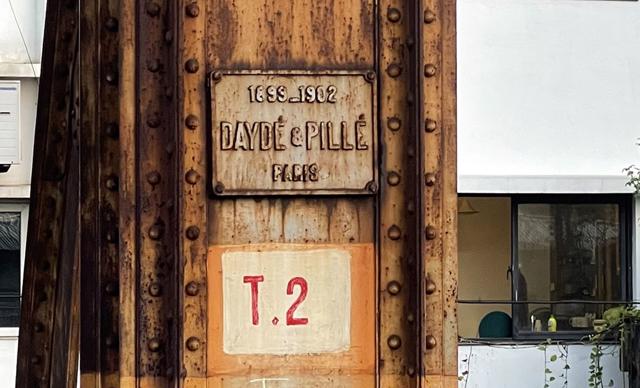 1899_1902
DAYDÉ & PILLÉ
PARIS
T.2